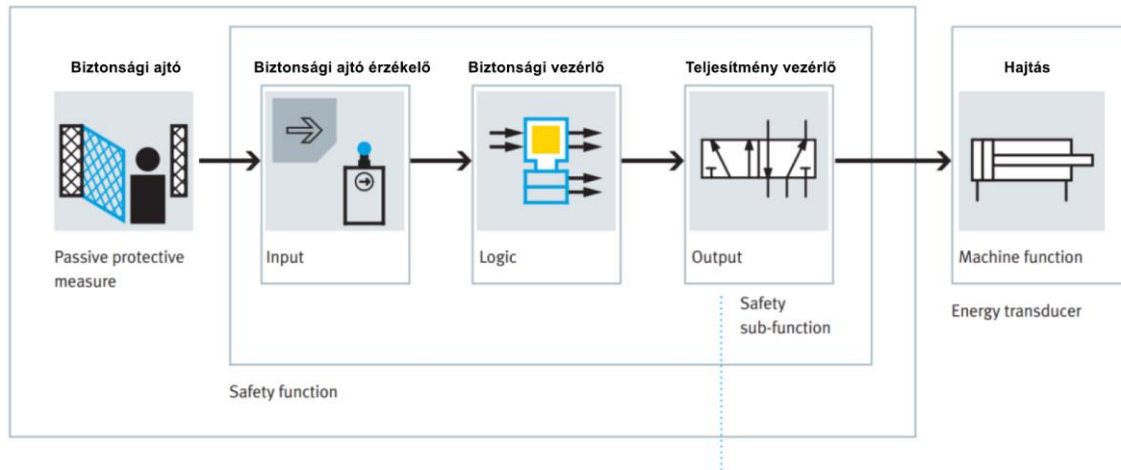 Biztonsági ajtó
Biztonsági ajtó érzékelő
Biztonsági vezérlő
Teljesítmény vezérlő
Hajtás
Passive protective
measure
Input
Logic
Output
Machine function
Safety
sub-function
Energy transducer
Safety function